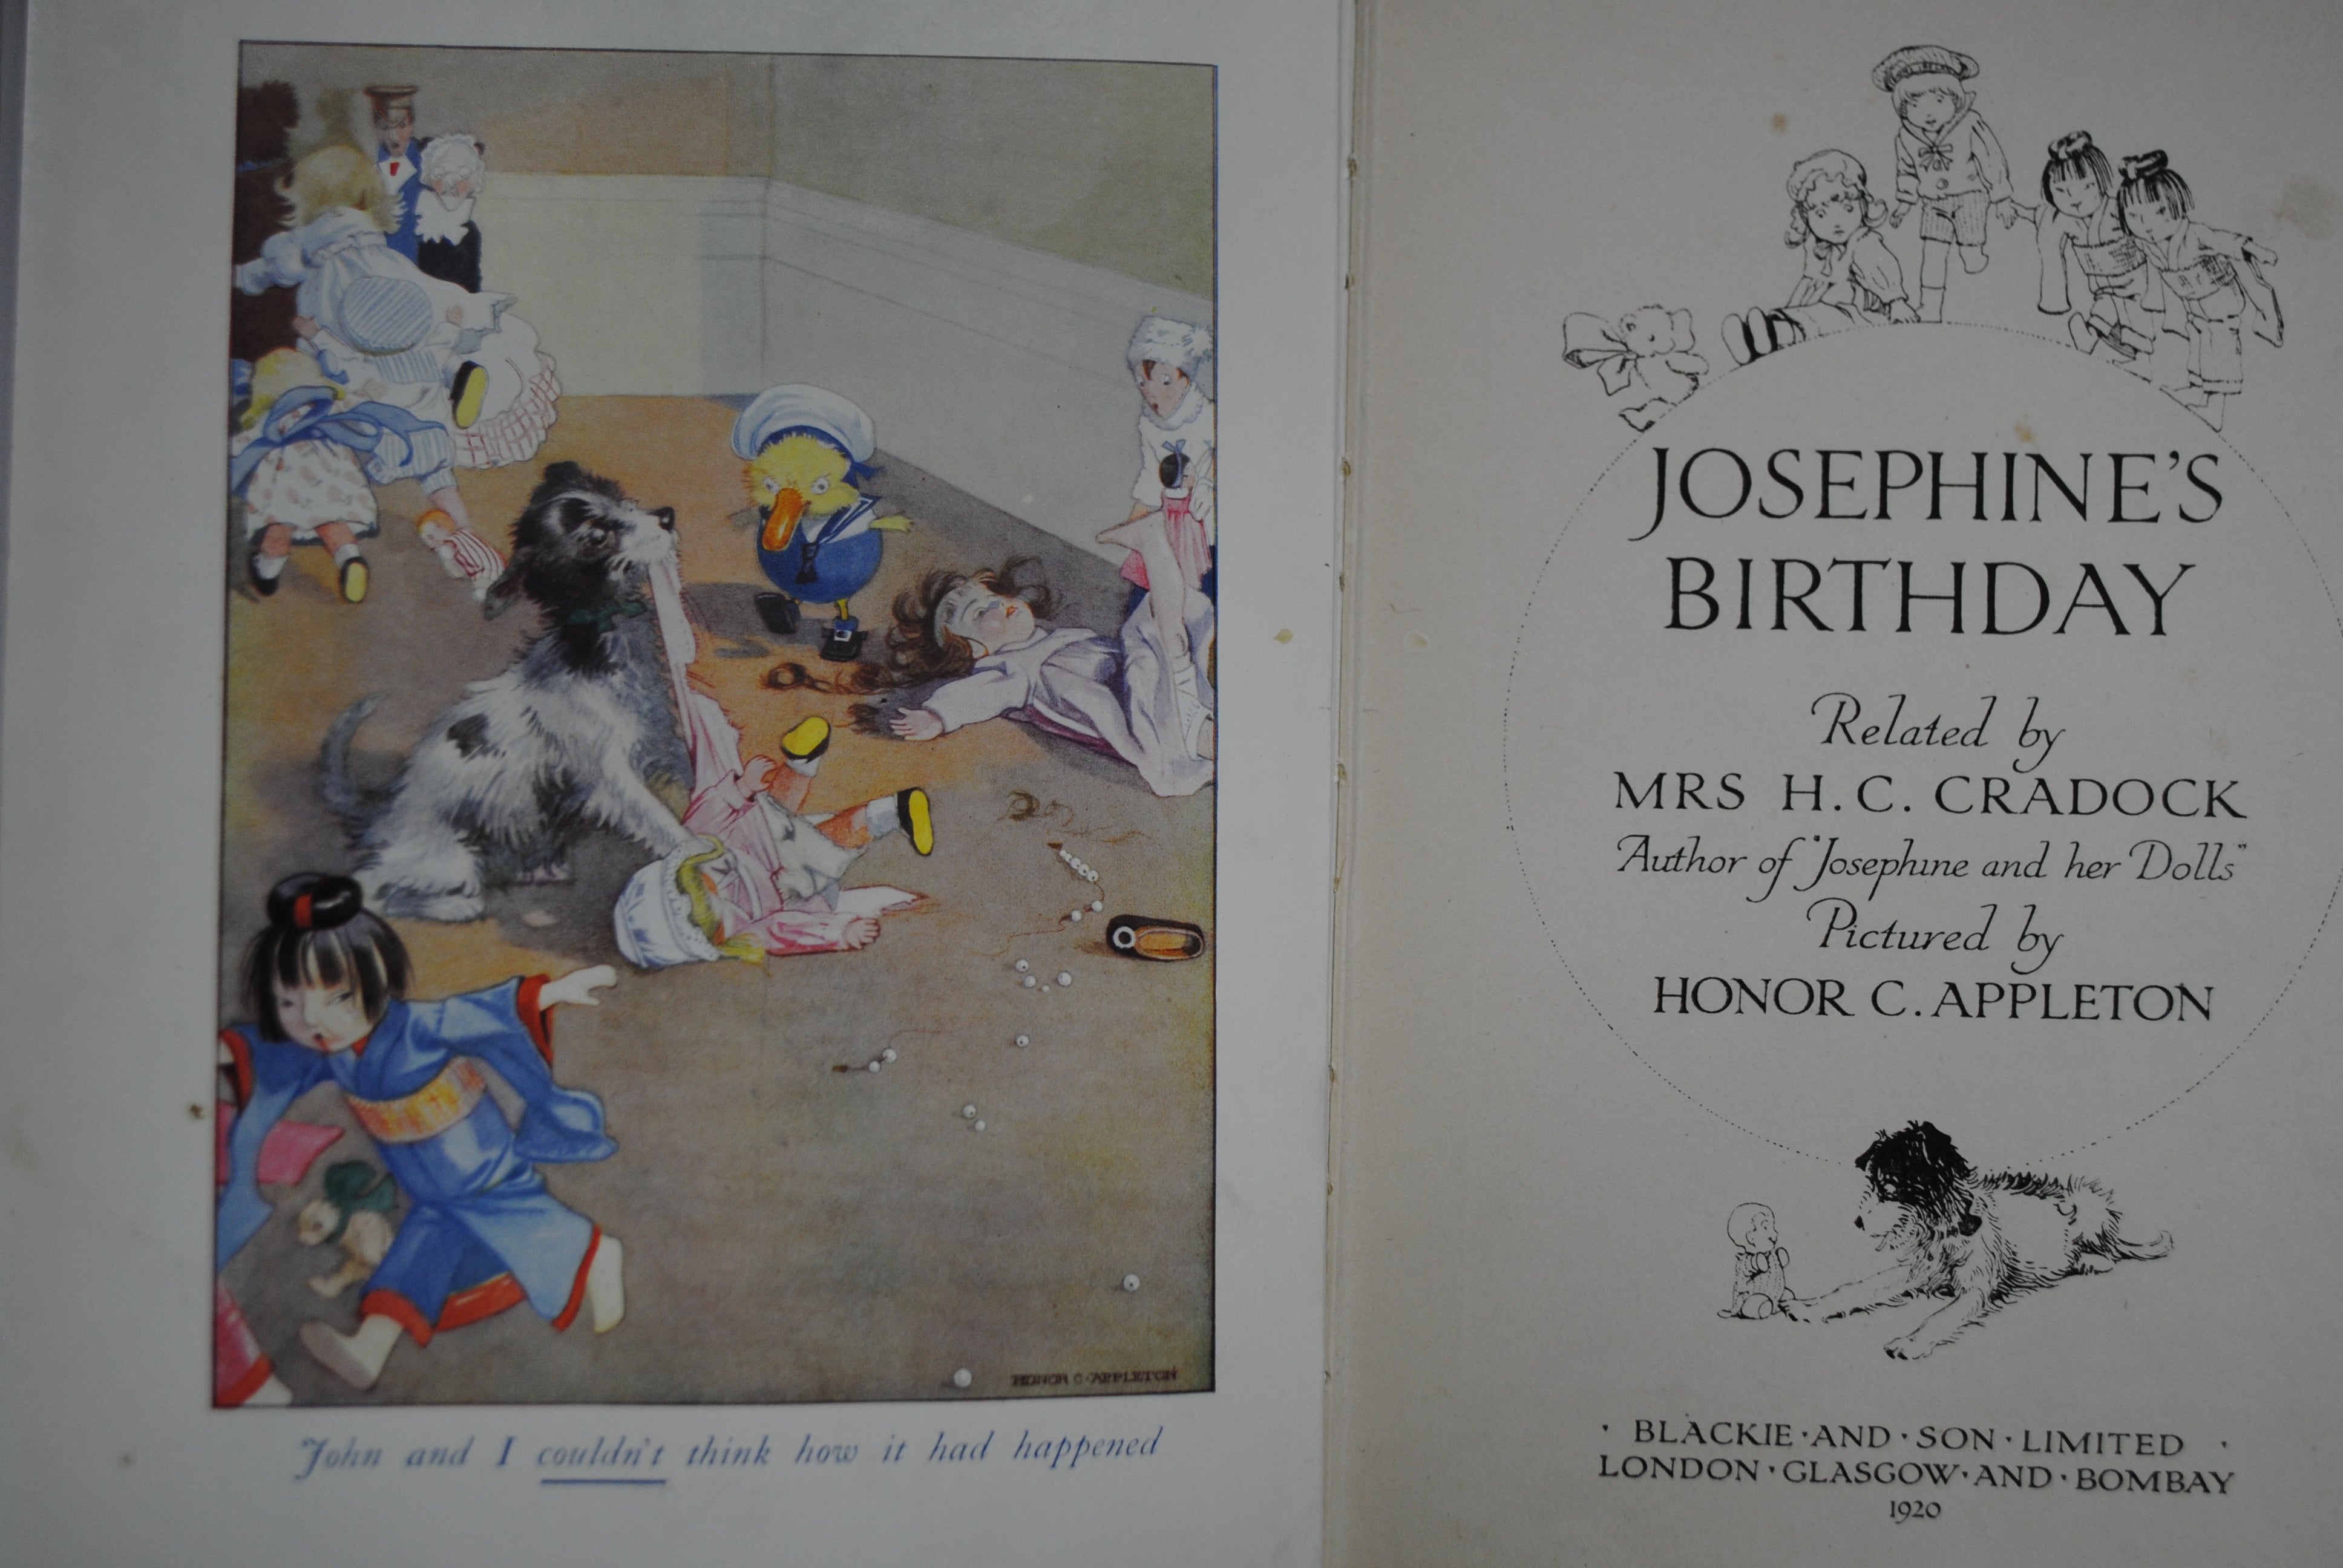 HONOR C. APPLETON
John and I couldn't think how it had happened
JOSEPHINE'S
BIRTHDAY
Related by
MRS H. C. CRADOCK
Author of "Josephine and her Dolls"
Pictured by
HONOR C. APPLETON
· BLACKIE · AND · SON · LIMITED ·
LONDON · GLASGOW · AND · BOMBAY
1920